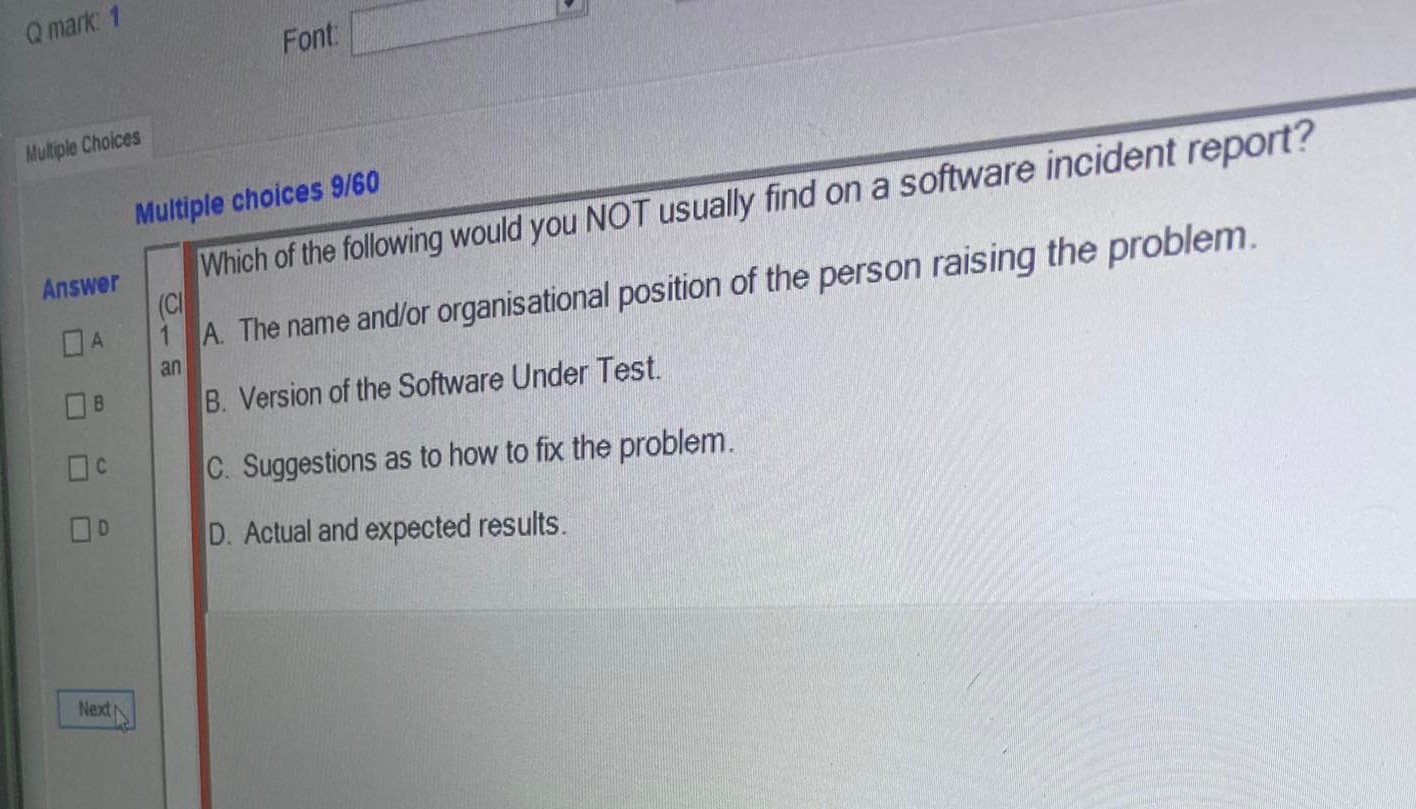 Q mark: 1
Font:
Multiple Choices
Multiple choices 9/60
Answer
A
B
C
D
(Cl
1
an
Which of the following would you NOT usually find on a software incident report?
A. The name and/or organisational position of the person raising the problem.
B. Version of the Software Under Test.
C. Suggestions as to how to fix the problem.
D. Actual and expected results.
Next